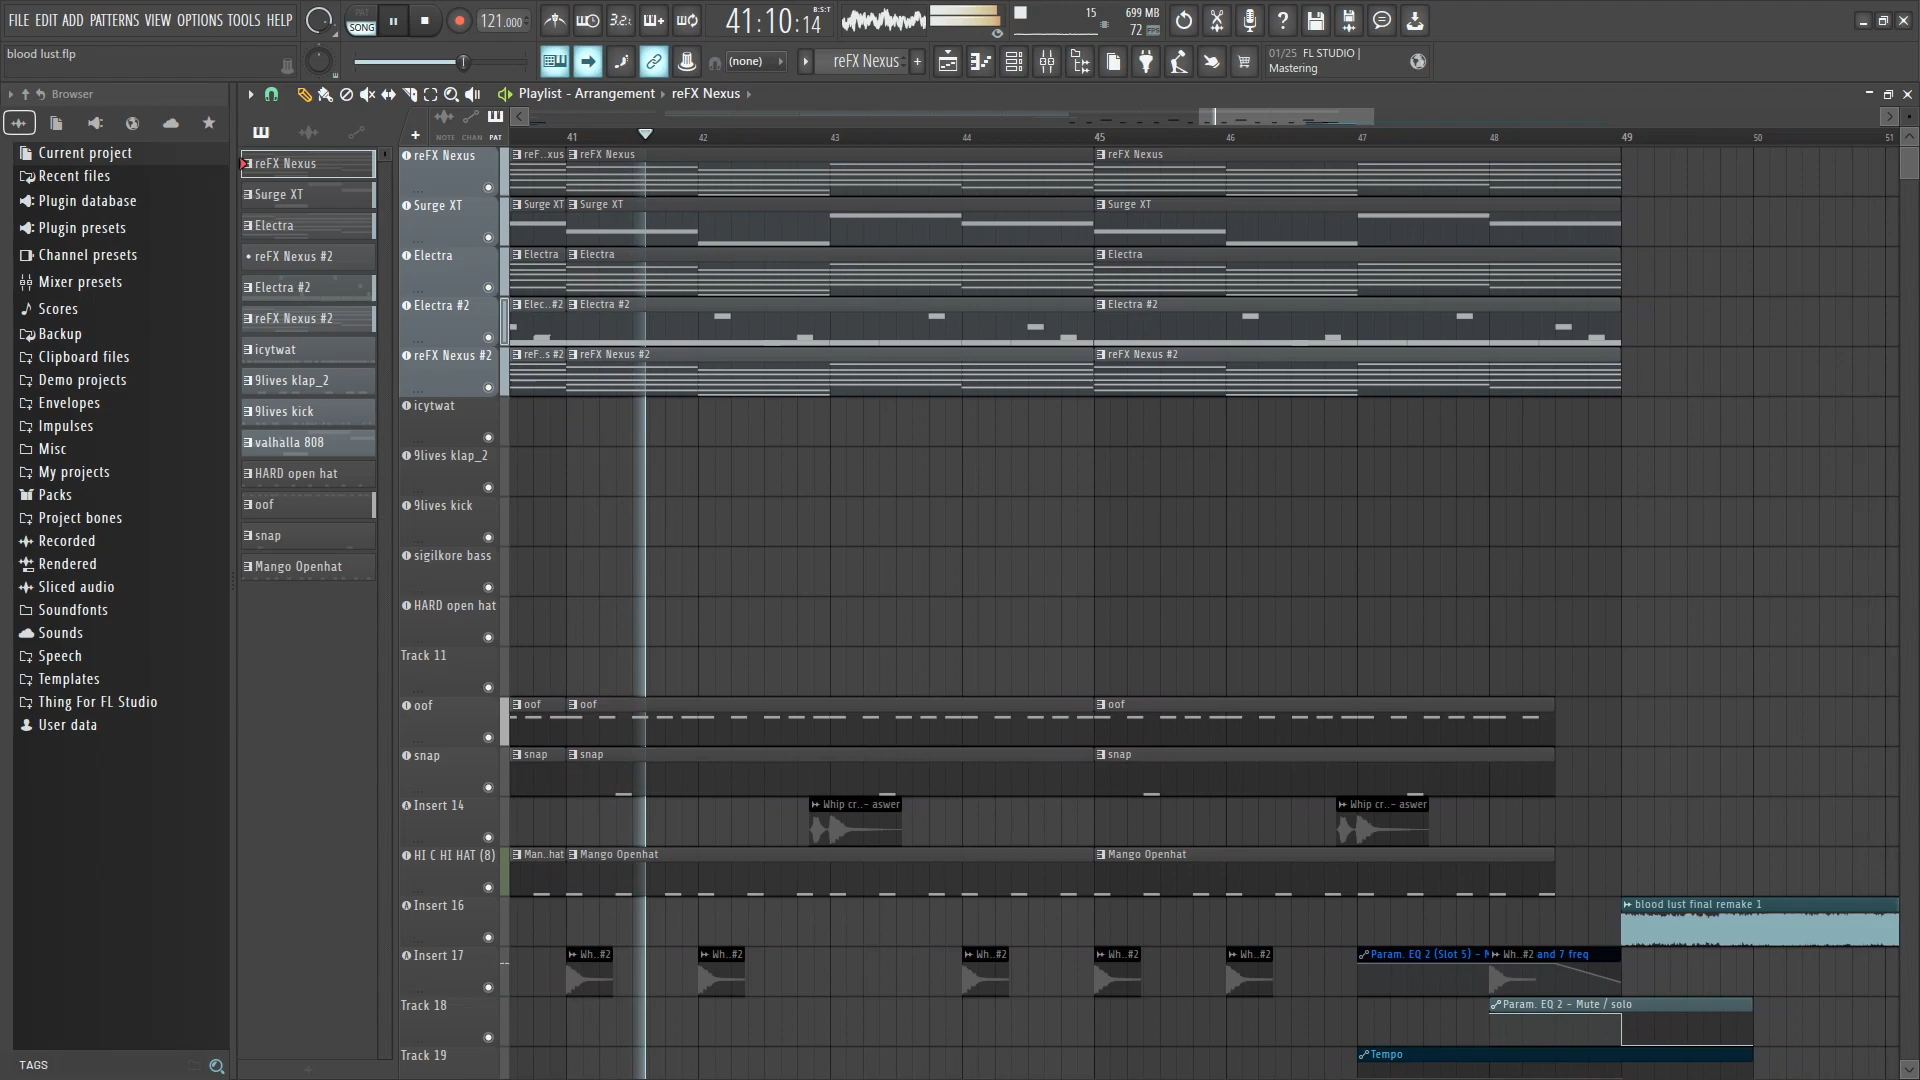 FILE EDIT ADD PATTERNS VIEW OPTIONS TOOLS HELP
PAT
SONG
121.000
3.2
41:10:14
B:S:T
15
699 MB
72
blood lust.flp
(none)
reFX Nexus
01/25 FL STUDIO |
Mastering
Browser
Playlist - Arrangement
reFX Nexus
NOTE CHAN PAT
41
42
43
44
45
46
47
48
49
50
51
Current project
Recent files
Plugin database
Plugin presets
Channel presets
Mixer presets
Scores
Backup
Clipboard files
Demo projects
Envelopes
Impulses
Misc
My projects
Packs
Project bones
Recorded
Rendered
Sliced audio
Soundfonts
Sounds
Speech
Templates
Thing For FL Studio
User data
TAGS
reFX Nexus
Surge XT
Electra
reFX Nexus #2
Electra #2
reFX Nexus #2
icytwat
9lives klap_2
9lives kick
valhalla 808
HARD open hat
oof
snap
Mango Openhat
reFX Nexus
reF..xus
reFX Nexus
reFX Nexus
Surge XT
Surge XT
Surge XT
Surge XT
Electra
Electra
Electra
Electra
Electra #2
Elec..#2
Electra #2
Electra #2
reFX Nexus #2
reF..s #2
reFX Nexus #2
reFX Nexus #2
icytwat
9lives klap_2
9lives kick
sigilkore bass
HARD open hat
Track 11
oof
oof
oof
oof
snap
snap
snap
snap
Insert 14
Whip cr..- aswer
Whip cr..- aswer
HI C HI HAT (8)
Man..hat
Mango Openhat
Mango Openhat
Insert 16
blood lust final remake 1
Insert 17
Wh..#2
Wh..#2
Wh..#2
Wh..#2
Wh..#2
Param. EQ 2 (Slot 5) -
Wh..#2
and 7 freq
Track 18
Param. EQ 2 - Mute / solo
Track 19
Tempo